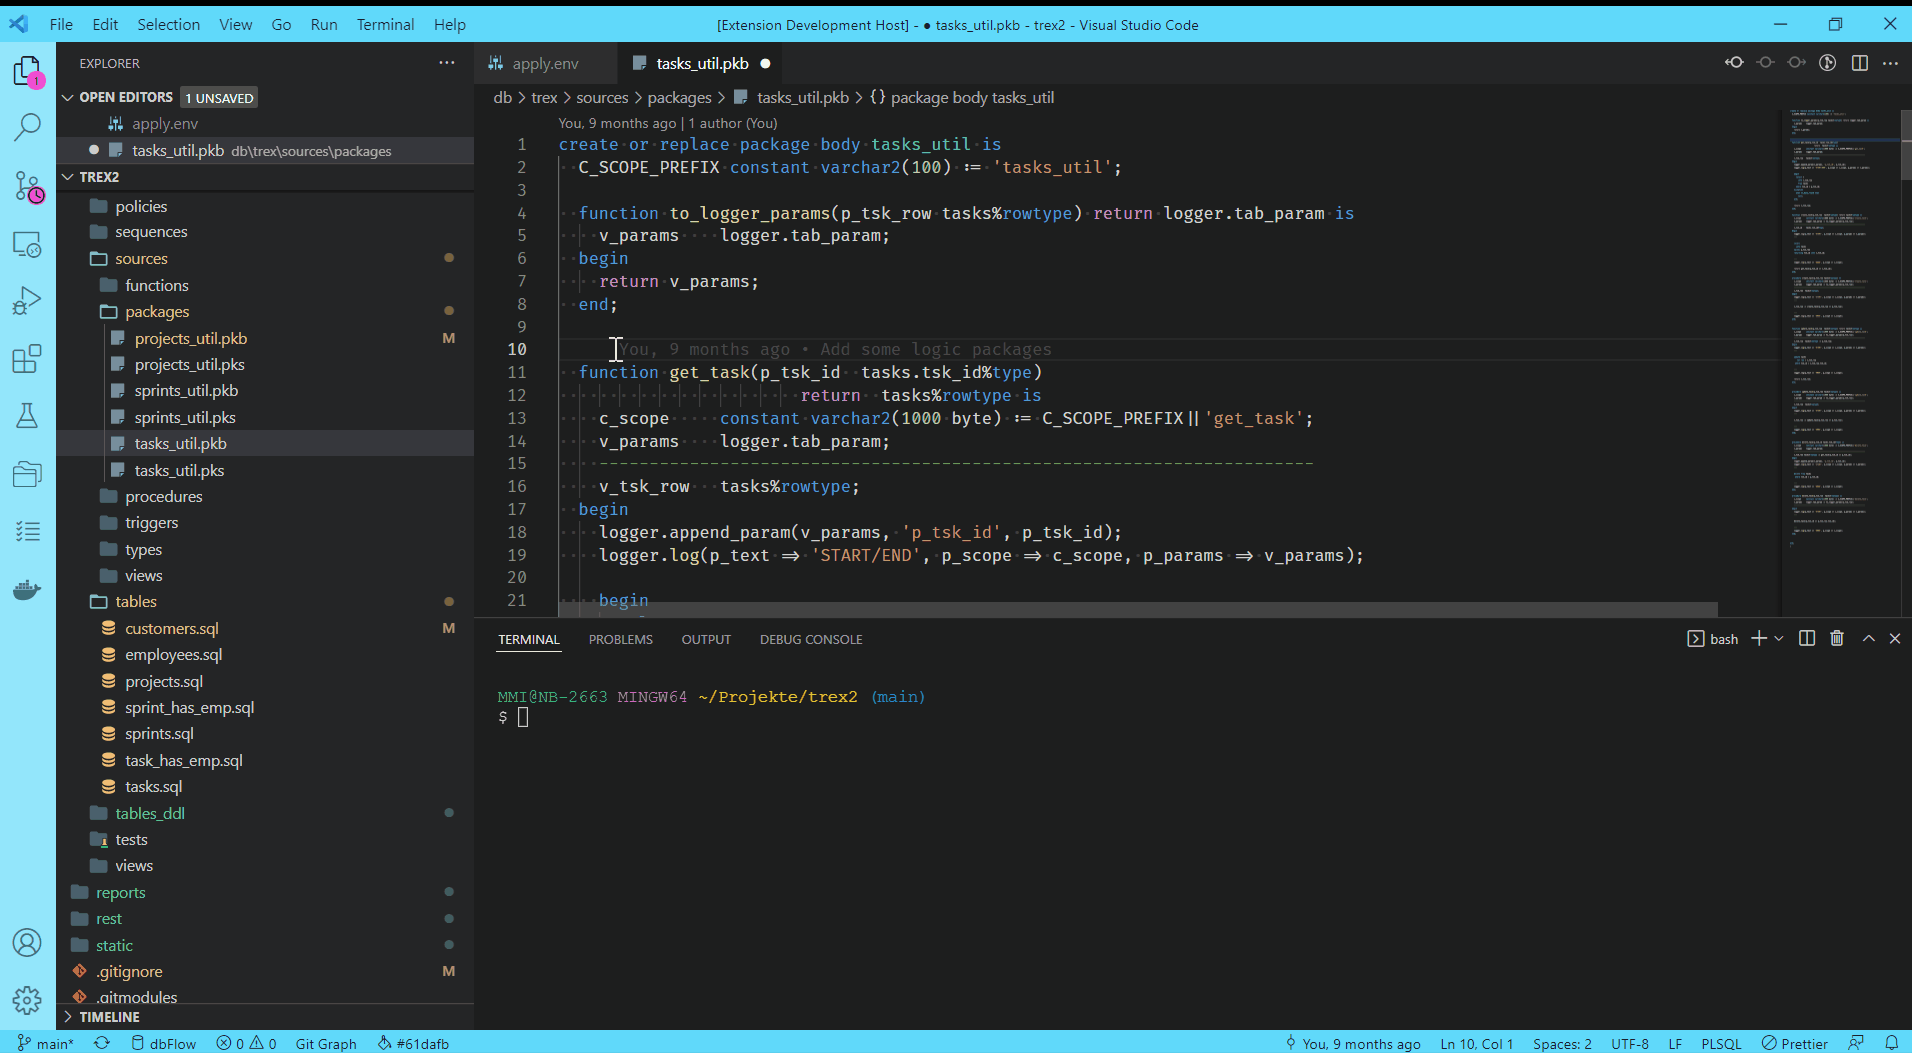 File Edit Selection View Go Run Terminal Help
[Extension Development Host] - ● tasks_util.pkb - trex2 - Visual Studio Code
1
EXPLORER
OPEN EDITORS 1 UNSAVED
apply.env
tasks_util.pkb db\trex\sources\packages
TREX2
policies
sequences
sources
functions
packages
projects_util.pkb M
projects_util.pks
sprints_util.pkb
sprints_util.pks
tasks_util.pkb
tasks_util.pks
procedures
triggers
types
views
tables
customers.sql M
employees.sql
projects.sql
sprint_has_emp.sql
sprints.sql
task_has_emp.sql
tasks.sql
tables_ddl
tests
views
reports
rest
static
.gitignore M
.gitmodules
TIMELINE
apply.env tasks_util.pkb ●
db > trex > sources > packages > tasks_util.pkb > {} package body tasks_util
You, 9 months ago | 1 author (You)
1 create or replace package body tasks_util is
2 C_SCOPE_PREFIX constant varchar2(100) := 'tasks_util';
3
4 function to_logger_params(p_tsk_row tasks%rowtype) return logger.tab_param is
5 v_params logger.tab_param;
6 begin
7 return v_params;
8 end;
9
10 You, 9 months ago • Add some logic packages
11 function get_task(p_tsk_id tasks.tsk_id%type)
12 return tasks%rowtype is
13 c_scope constant varchar2(1000 byte) := C_SCOPE_PREFIX||'get_task';
14 v_params logger.tab_param;
15 -----------------------------------------------------------------------
16 v_tsk_row tasks%rowtype;
17 begin
18 logger.append_param(v_params, 'p_tsk_id', p_tsk_id);
19 logger.log(p_text => 'START/END', p_scope => c_scope, p_params => v_params);
20
21 begin
TERMINAL PROBLEMS OUTPUT DEBUG CONSOLE
bash
MMI@NB-2663 MINGW64 ~/Projekte/trex2 (main)
$
main* dbFlow 0 0 Git Graph #61dafb
You, 9 months ago Ln 10, Col 1 Spaces: 2 UTF-8 LF PLSQL Prettier